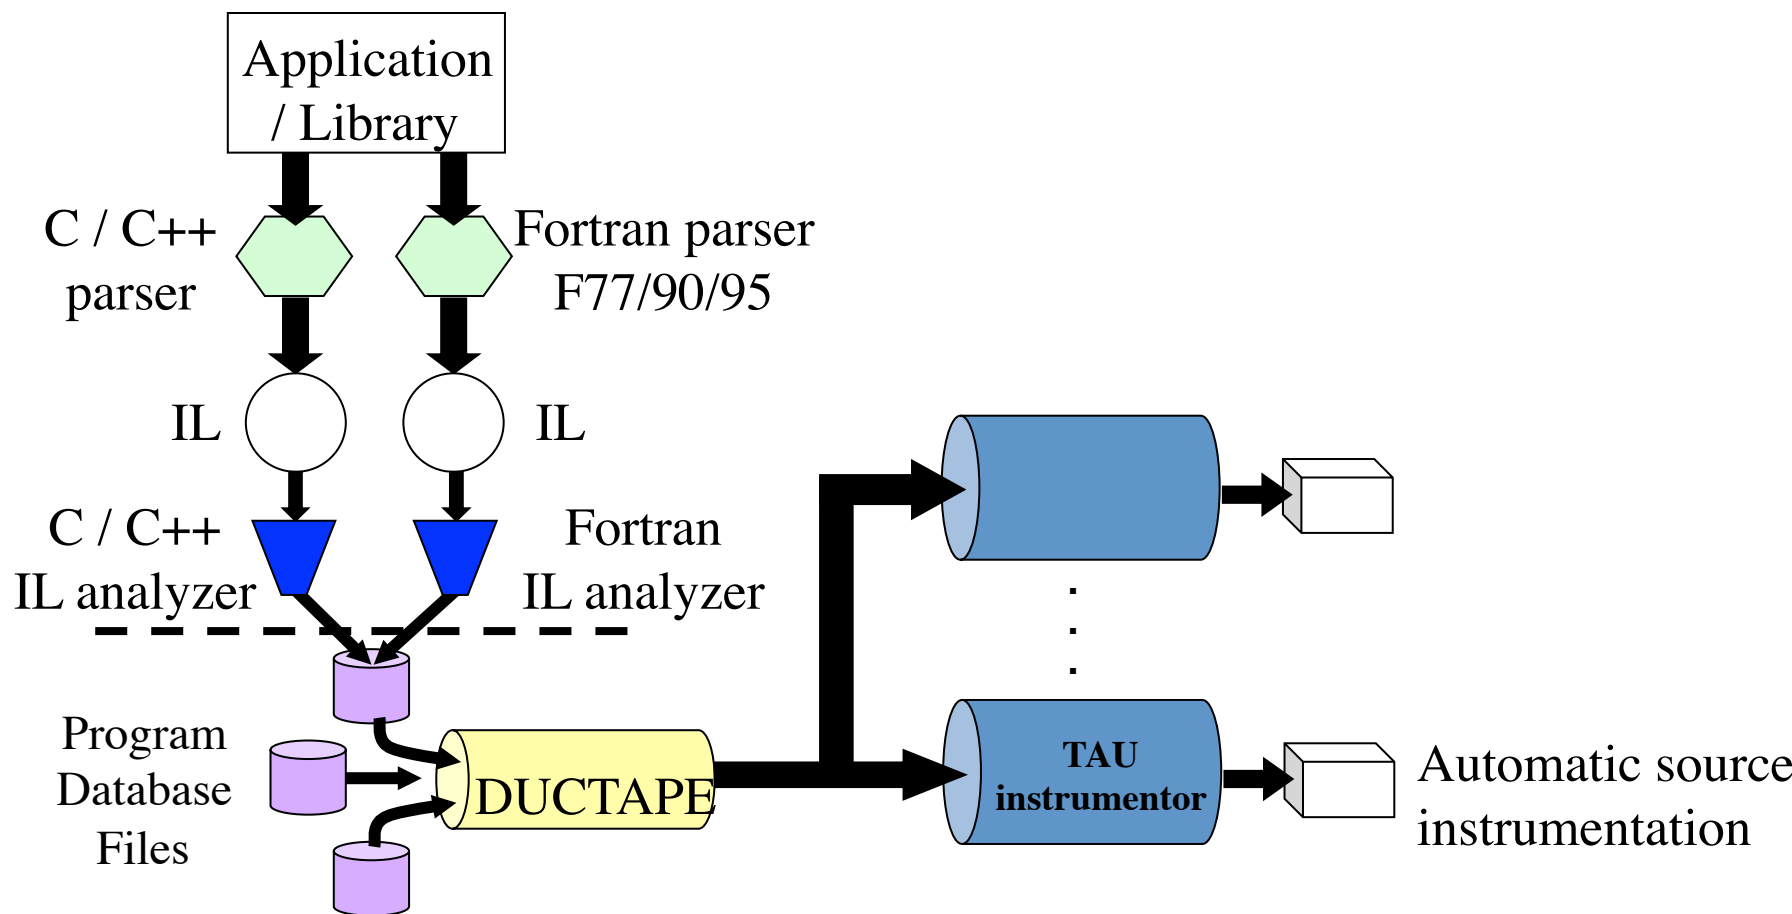 Application
/ Library
C / C++
parser
Fortran parser
F77/90/95
IL
IL
C / C++
IL analyzer
Fortran
IL analyzer
Program
Database
Files
DUCTAPE
TAU
instrumentor
Automatic source
instrumentation